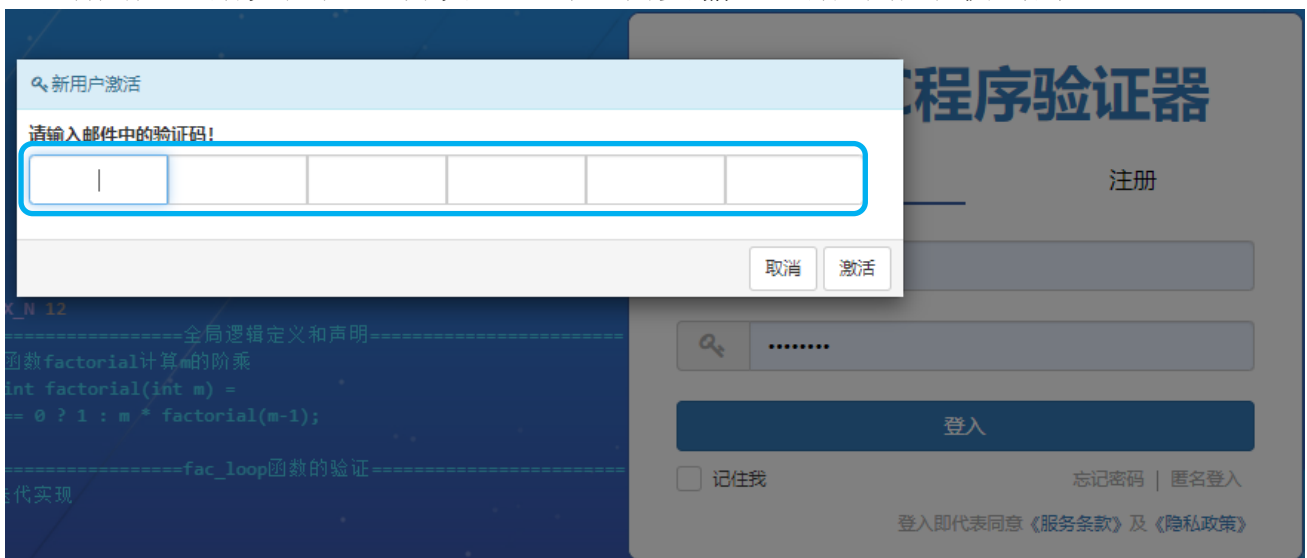 新用户激活
请输入邮件中的验证码!
取消 激活
程序验证器
注册
••••••••
登入
记住我
忘记密码 | 匿名登入
登入即代表同意《服务条款》及《隐私政策》
X_N 12
=================全局逻辑定义和声明========================
函数factorial计算m的阶乘
int factorial(int m) =
== 0 ? 1 : m * factorial(m-1);
=================fac_loop函数的验证========================
迭代实现